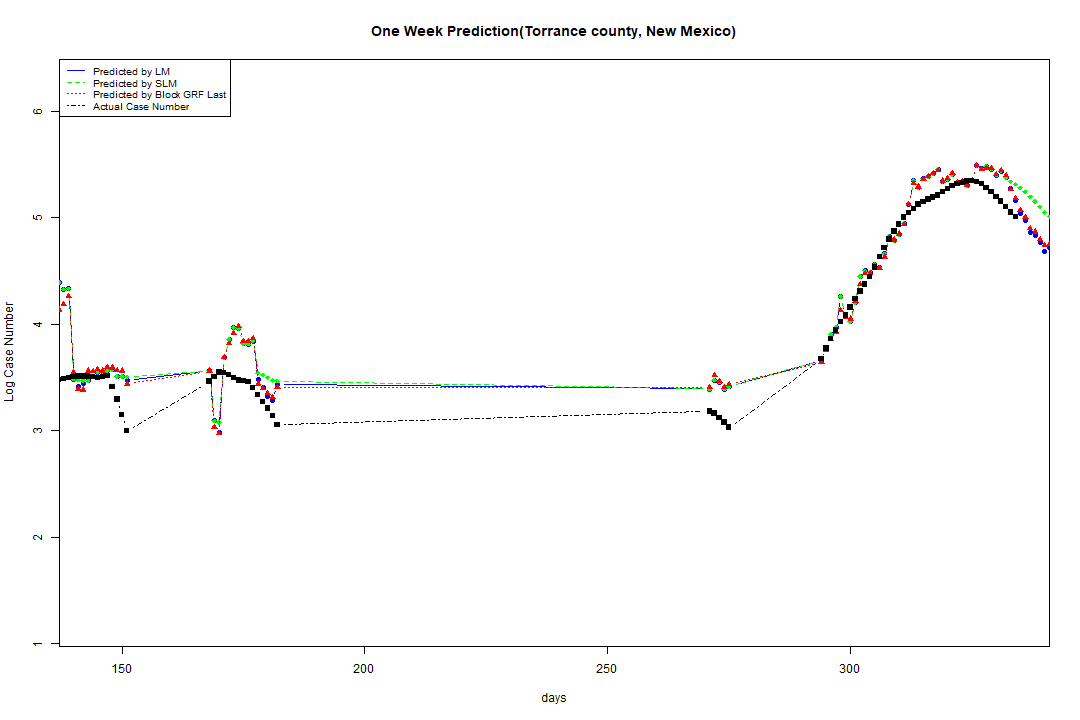 One Week Prediction(Torrance county, New Mexico)
Predicted by LM
Predicted by SLM
Predicted by Block GRF Last
Actual Case Number
Log Case Number
6
5
4
3
2
1
150 200 250 300
days